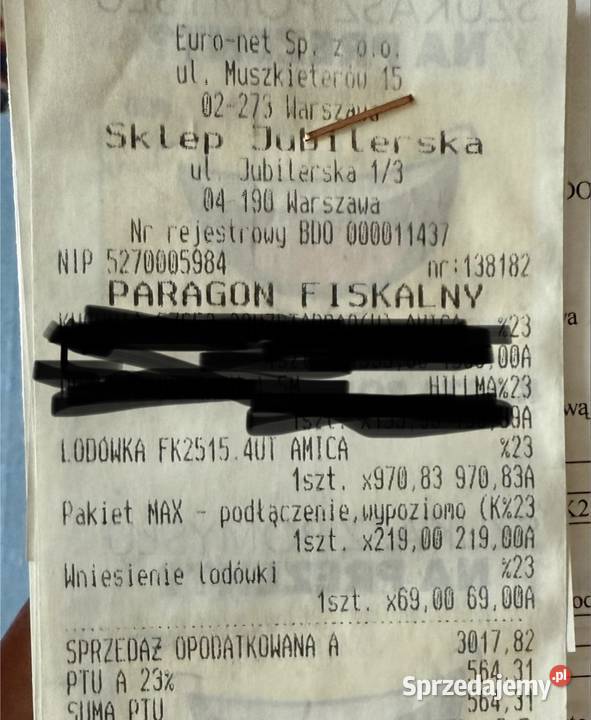 Euro-net Sp. z o.o.
ul. Muszkieterów 15
02-273 Warszawa
Sklep Jubilerska
ul. Jubilerska 1/3
04-190 Warszawa
Nr rejestrowy BDO 000011437
NIP 5270005984 nr:138182
PARAGON FISKALNY
%23
,00A
HILLMA%23
LODÓWKA FK2515.4UT AMICA %23
1szt. x970,83 970,83A
Pakiet MAX - podłączenie,wypoziomo (K%23
1szt. x219,00 219,00A
Wniesienie lodówki %23
1szt. x69,00 69,00A
SPRZEDAŻ OPODATKOWANA A 3017,82
PTU A 23% 564,31
SUMA PTU 564,31
Sprzedajemy.pl